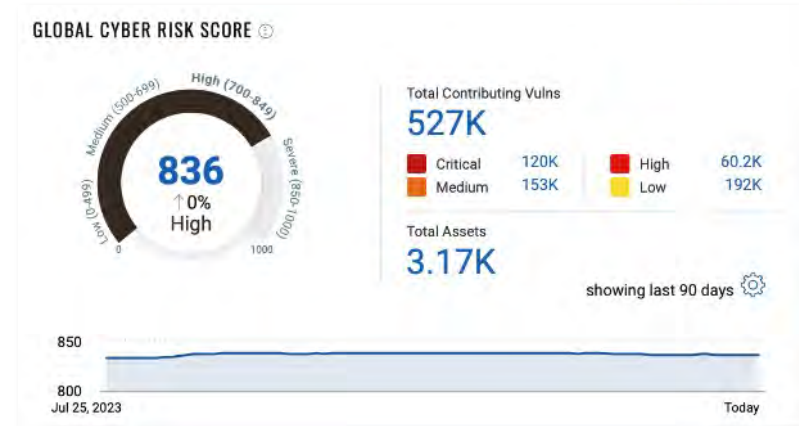 GLOBAL CYBER RISK SCORE
Low (0-499)
Medium (500-699)
High (700-849)
Severe (850-1000)
836
↑0%
High
0
1000
Total Contributing Vulns
527K
Critical 120K
High 60.2K
Medium 153K
Low 192K
Total Assets
3.17K
showing last 90 days
850
800
Jul 25, 2023
Today